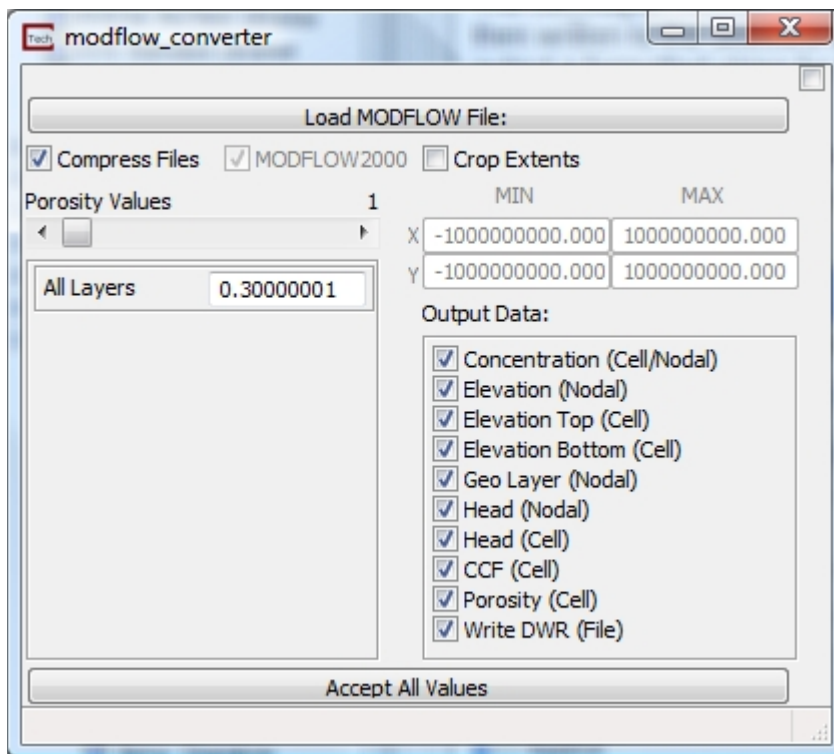 Tech modflow_converter
Load MODFLOW File:
Compress Files MODFLOW2000 Crop Extents
Porosity Values 1
MIN MAX
X -1000000000.000 1000000000.000
Y -1000000000.000 1000000000.000
All Layers 0.30000001
Output Data:
Concentration (Cell/Nodal)
Elevation (Nodal)
Elevation Top (Cell)
Elevation Bottom (Cell)
Geo Layer (Nodal)
Head (Nodal)
Head (Cell)
CCF (Cell)
Porosity (Cell)
Write DWR (File)
Accept All Values